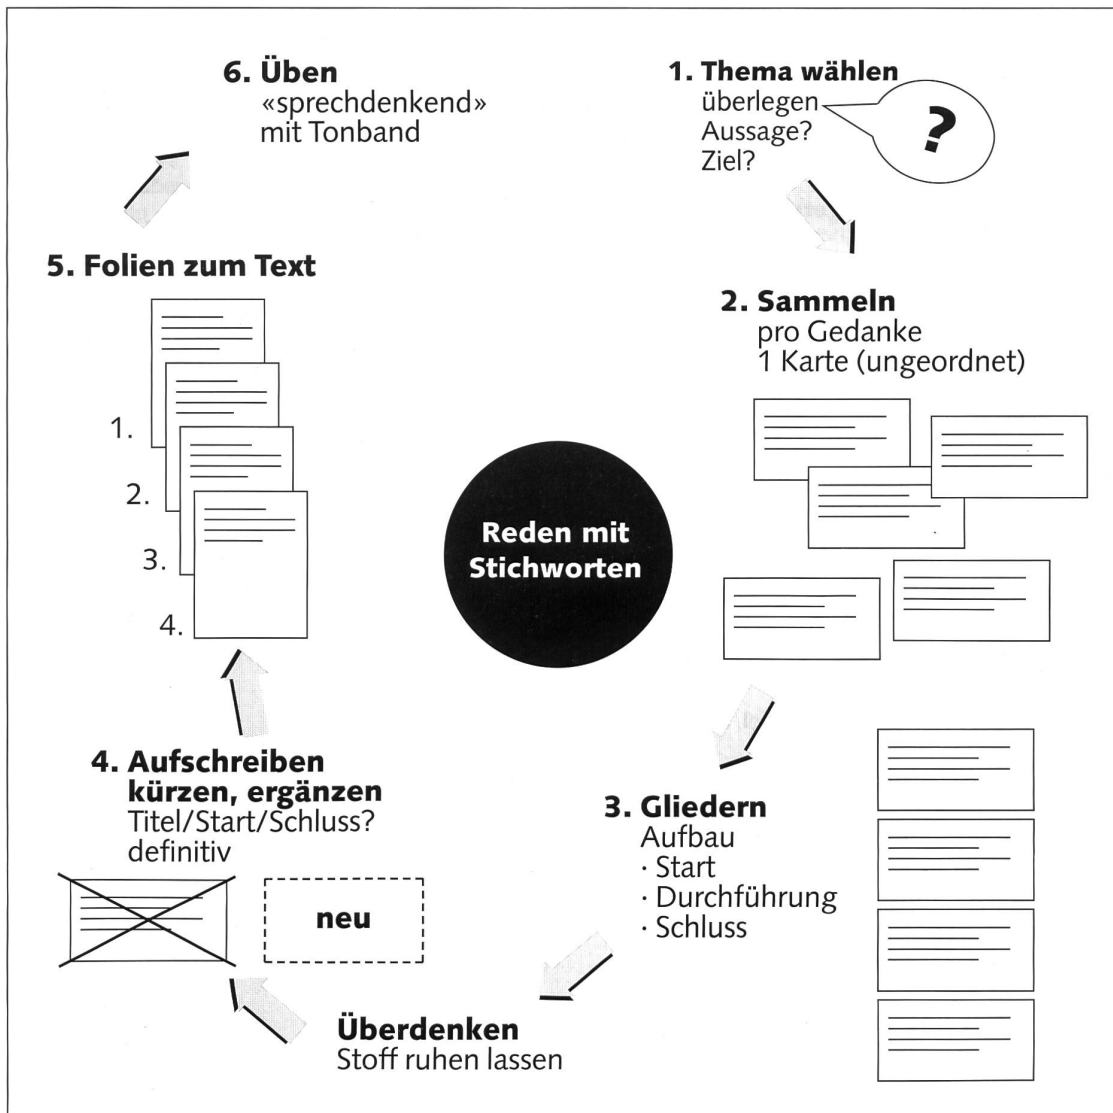 1. Thema wählen
überlegen
Aussage?
Ziel?
?
2. Sammeln
pro Gedanke
1 Karte (ungeordnet)
3. Gliedern
Aufbau
· Start
· Durchführung
· Schluss
Überdenken
Stoff ruhen lassen
4. Aufschreiben
kürzen, ergänzen
Titel/Start/Schluss?
definitiv
neu
5. Folien zum Text
1.
2.
3.
4.
6. Üben
«sprechdenkend»
mit Tonband
Reden mit
Stichworten